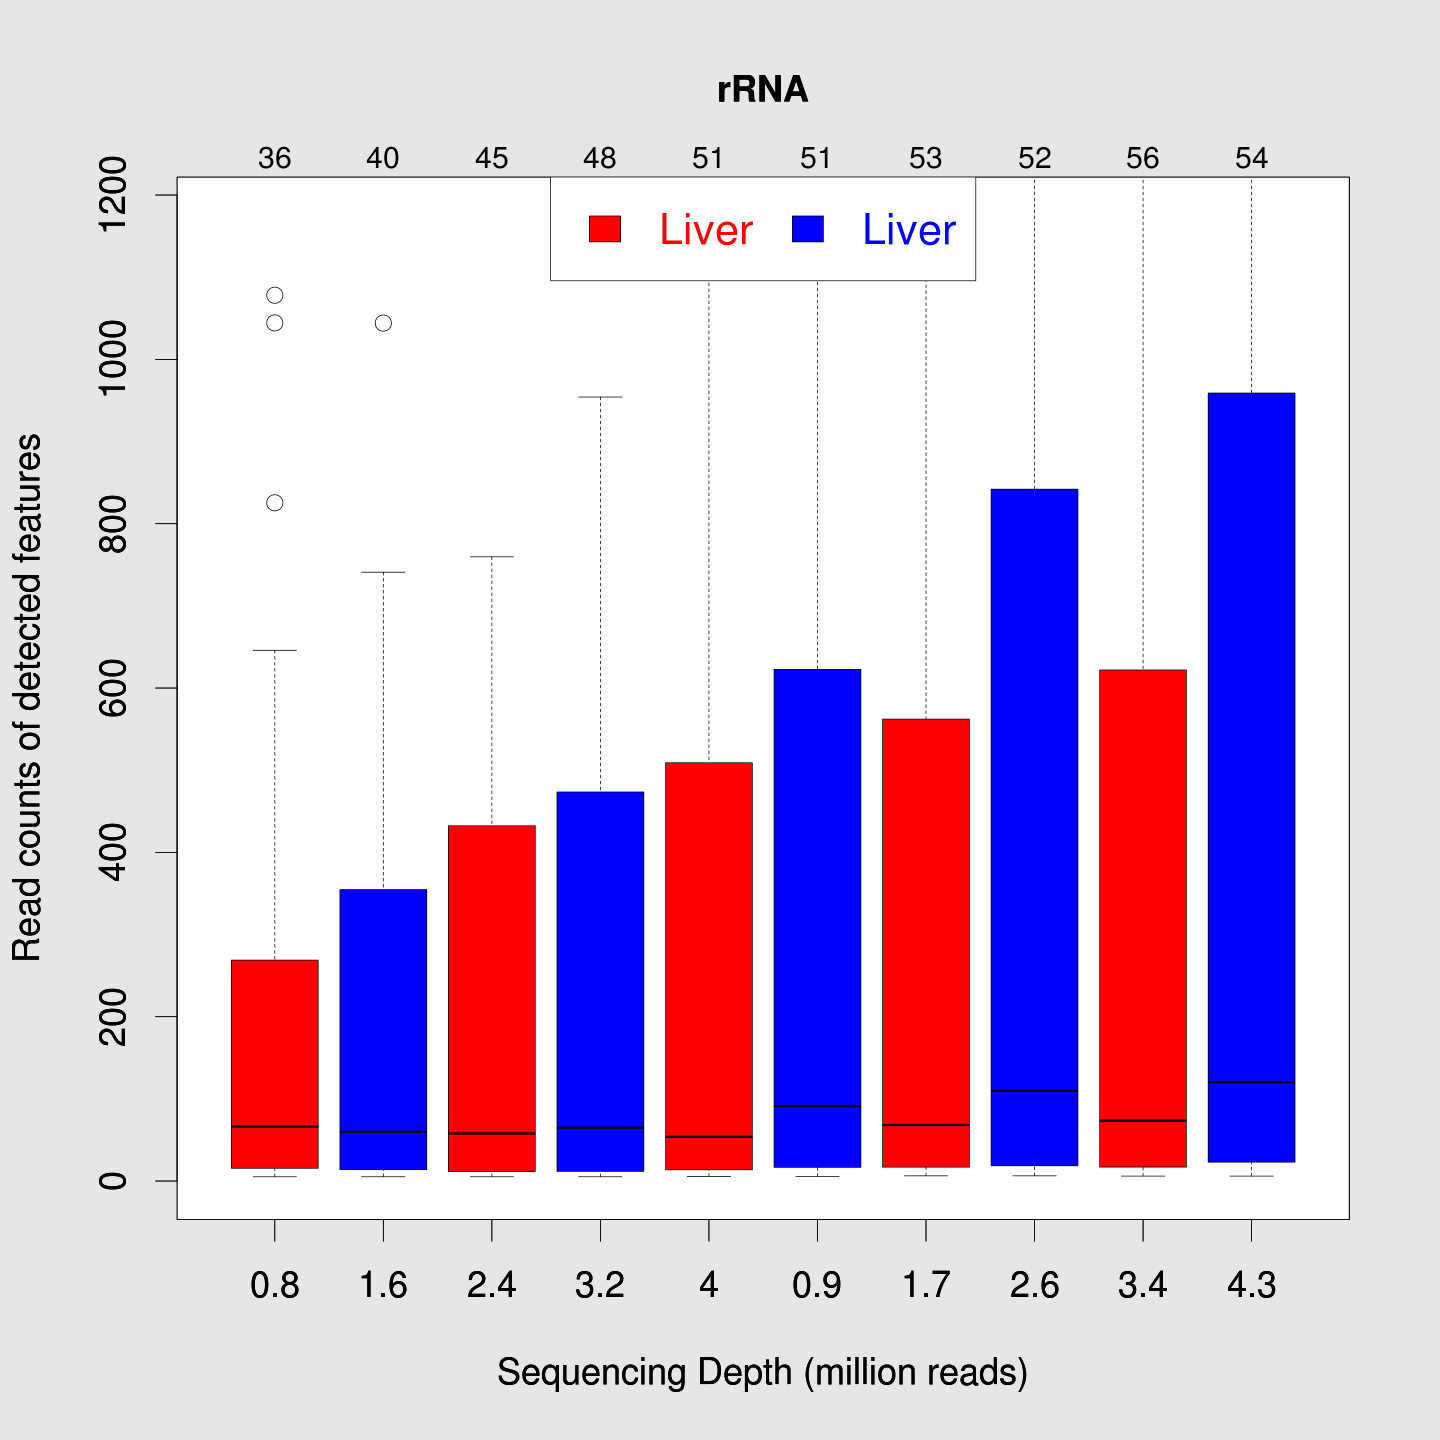 rRNA
36 40 45 48 51 51 53 52 56 54
Liver Liver
1200
1000
800
600
400
200
0
Read counts of detected features
0.8 1.6 2.4 3.2 4 0.9 1.7 2.6 3.4 4.3
Sequencing Depth (million reads)